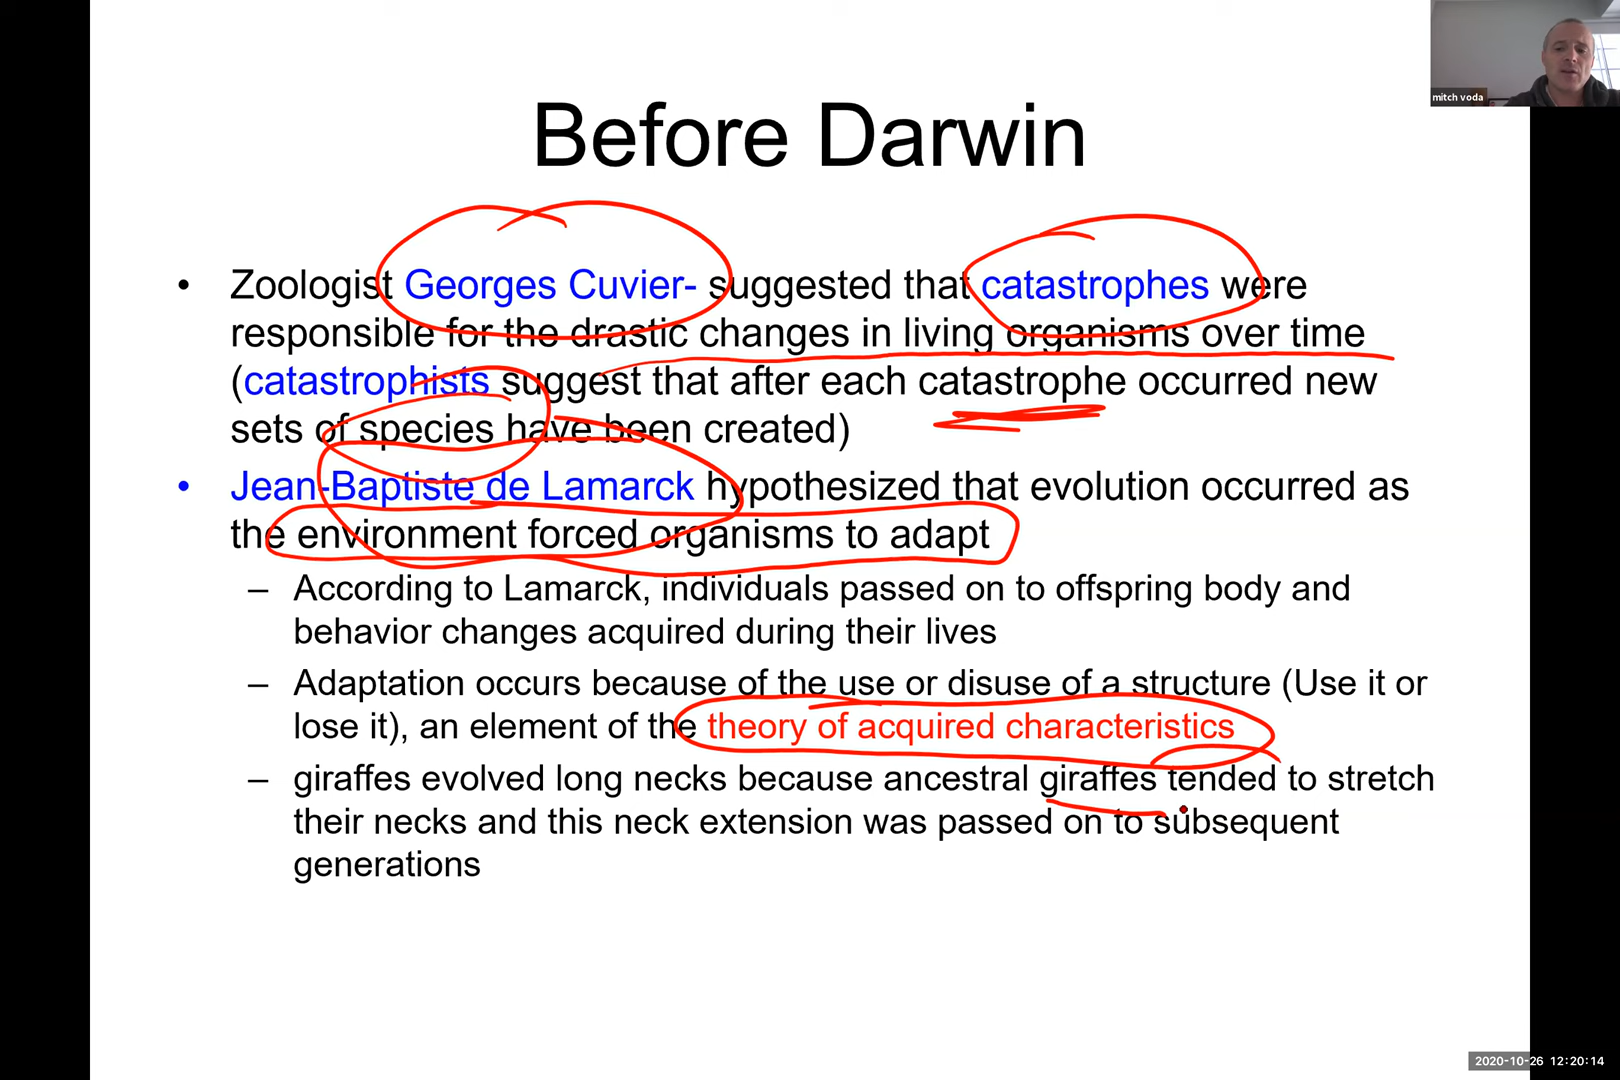 mitch voda
Before Darwin
• Zoologist Georges Cuvier- suggested that catastrophes were
responsible for the drastic changes in living organisms over time
(catastrophists suggest that after each catastrophe occurred new
sets of species have been created)
• Jean-Baptiste de Lamarck hypothesized that evolution occurred as
the environment forced organisms to adapt
– According to Lamarck, individuals passed on to offspring body and
behavior changes acquired during their lives
– Adaptation occurs because of the use or disuse of a structure (Use it or
lose it), an element of the theory of acquired characteristics
– giraffes evolved long necks because ancestral giraffes tended to stretch
their necks and this neck extension was passed on to subsequent
generations
2020-10-26 12:20:14